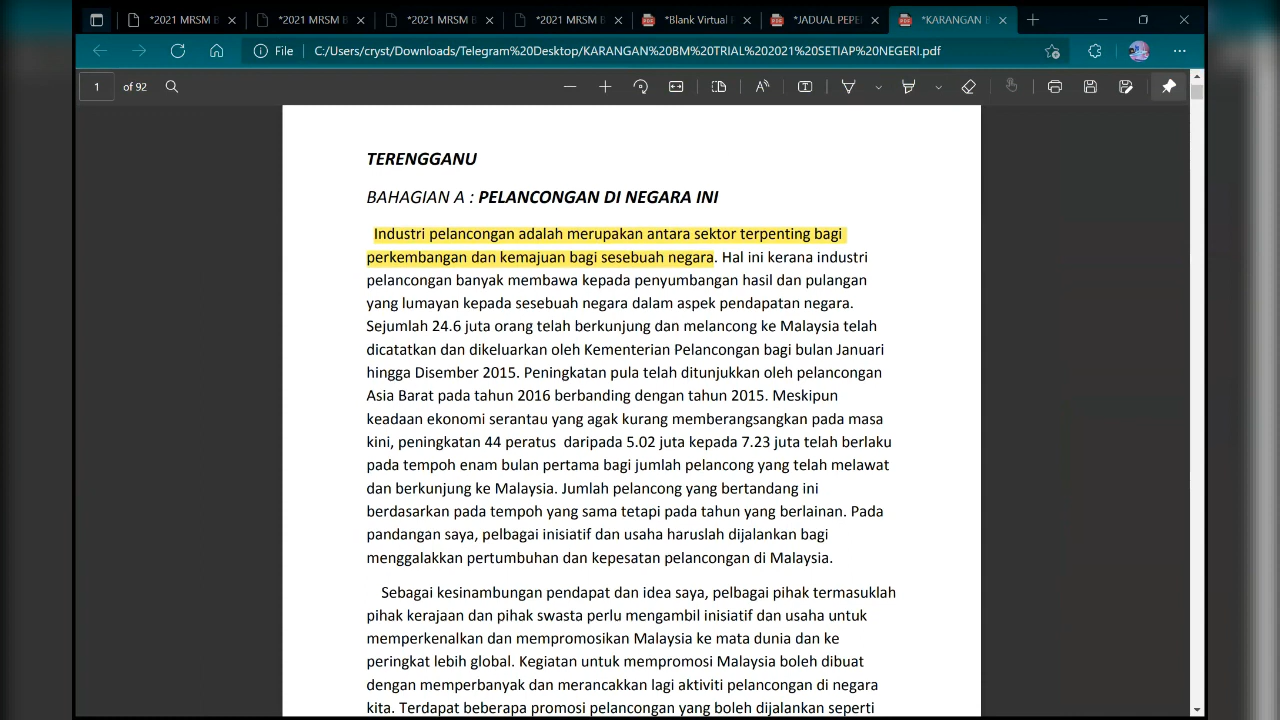 *2021 MRSM B
*2021 MRSM B
*2021 MRSM B
*2021 MRSM B
*Blank Virtual F
*JADUAL PEPE
*KARANGAN B
File
C:/Users/cryst/Downloads/Telegram%20Desktop/KARANGAN%20BM%20TRIAL%202021%20SETIAP%20NEGERI.pdf
1 of 92
TERENGGANU
BAHAGIAN A : PELANCONGAN DI NEGARA INI
Industri pelancongan adalah merupakan antara sektor terpenting bagi
perkembangan dan kemajuan bagi sesebuah negara. Hal ini kerana industri
pelancongan banyak membawa kepada penyumbangan hasil dan pulangan
yang lumayan kepada sesebuah negara dalam aspek pendapatan negara.
Sejumlah 24.6 juta orang telah berkunjung dan melancong ke Malaysia telah
dicatatkan dan dikeluarkan oleh Kementerian Pelancongan bagi bulan Januari
hingga Disember 2015. Peningkatan pula telah ditunjukkan oleh pelancongan
Asia Barat pada tahun 2016 berbanding dengan tahun 2015. Meskipun
keadaan ekonomi serantau yang agak kurang memberangsangkan pada masa
kini, peningkatan 44 peratus  daripada 5.02 juta kepada 7.23 juta telah berlaku
pada tempoh enam bulan pertama bagi jumlah pelancong yang telah melawat
dan berkunjung ke Malaysia. Jumlah pelancong yang bertandang ini
berdasarkan pada tempoh yang sama tetapi pada tahun yang berlainan. Pada
pandangan saya, pelbagai inisiatif dan usaha haruslah dijalankan bagi
menggalakkan pertumbuhan dan kepesatan pelancongan di Malaysia.
Sebagai kesinambungan pendapat dan idea saya, pelbagai pihak termasuklah
pihak kerajaan dan pihak swasta perlu mengambil inisiatif dan usaha untuk
memperkenalkan dan mempromosikan Malaysia ke mata dunia dan ke
peringkat lebih global. Kegiatan untuk mempromosi Malaysia boleh dibuat
dengan memperbanyak dan merancakkan lagi aktiviti pelancongan di negara
kita. Terdapat beberapa promosi pelancongan yang boleh dijalankan seperti